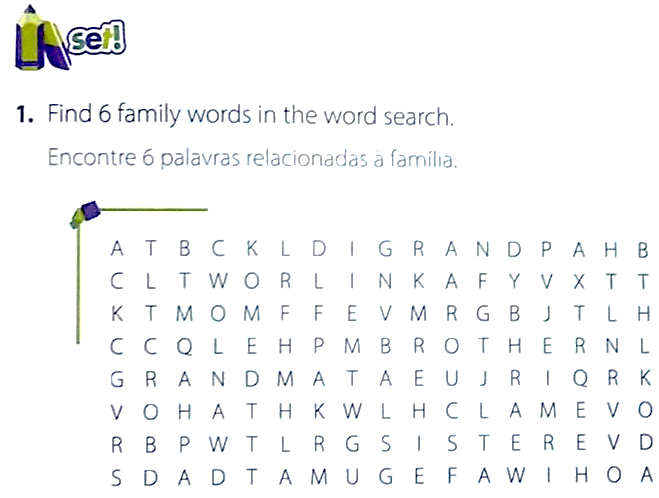 set!
1. Find 6 family words in the word search.
Encontre 6 palavras relacionadas à família.
A T B C K L D I G R A N D P A H B
C L T W O R L I N K A F Y V X T T
K T M O M F F E V M R G B J T L H
C C Q L E H P M B R O T H E R N L
G R A N D M A T A E U J R I Q R K
V O H A T H K W L H C L A M E V O
R B P W T L R G S I S T E R E V D
S D A D T A M U G E F A W I H O A